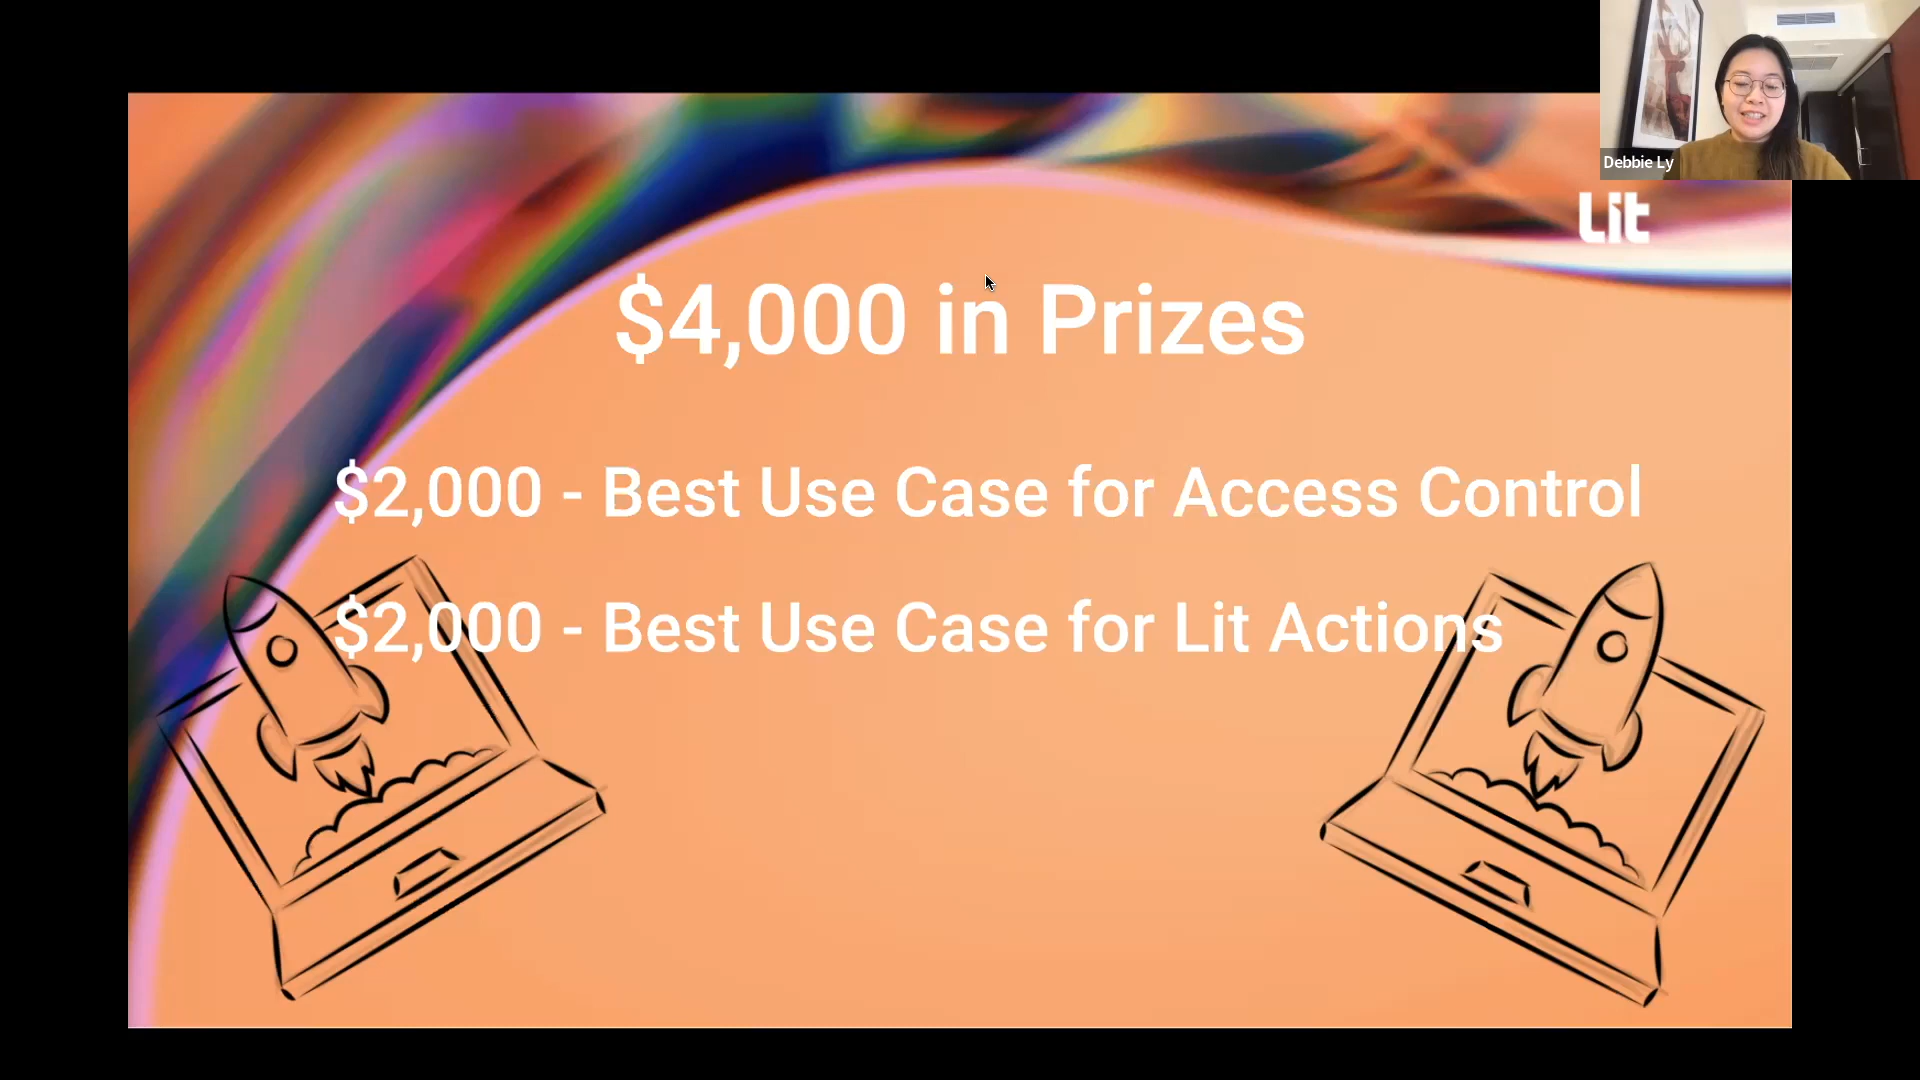 Debbie Ly
Lit
$4,000 in Prizes
$2,000 - Best Use Case for Access Control
$2,000 - Best Use Case for Lit Actions